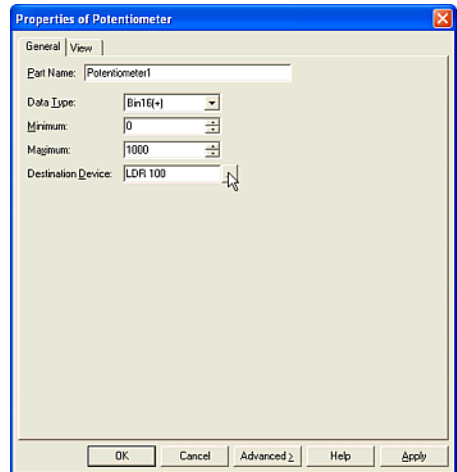 Properties of Potentiometer
General View
Part Name: Potentiometer1
Data Type: Bin16(+)
Minimum: 0
Maximum: 1000
Destination Device: LDR 100
OK Cancel Advanced > Help Apply